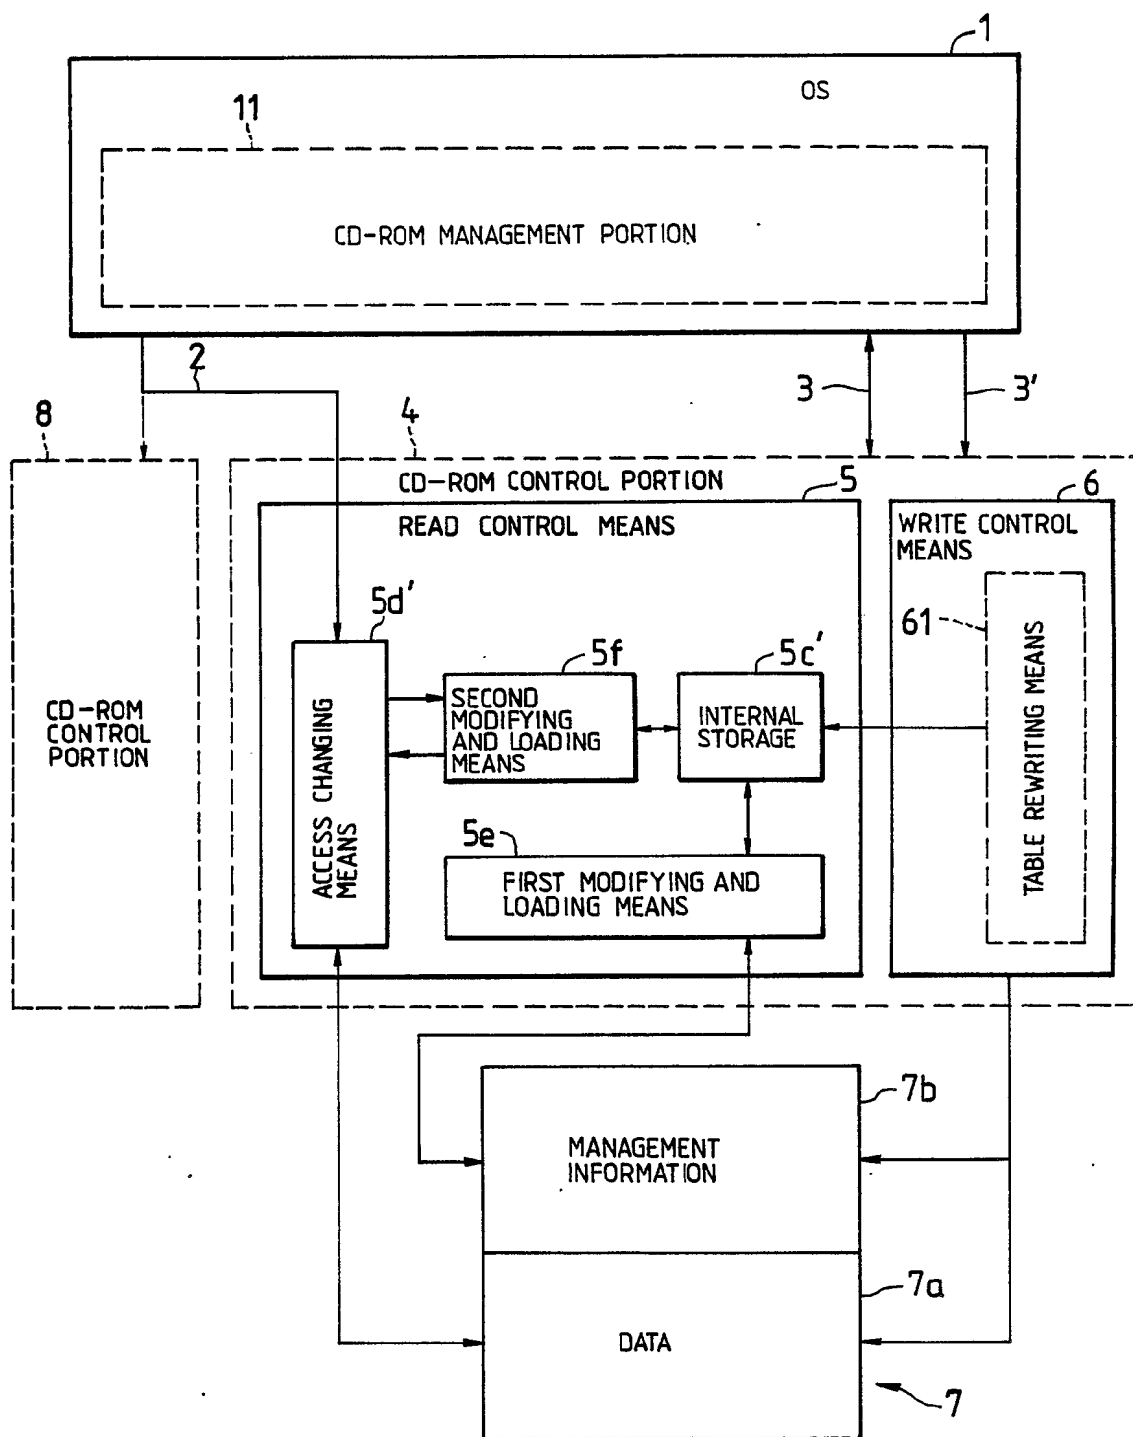 1
OS
11
CD-ROM MANAGEMENT PORTION
2
3
3'
8
4
CD-ROM CONTROL PORTION
5
6
READ CONTROL MEANS
WRITE CONTROL
MEANS
5d'
5f
5c'
61
CD-ROM
CONTROL
PORTION
ACCESS CHANGING
MEANS
SECOND
MODIFYING
AND LOADING
MEANS
INTERNAL
STORAGE
TABLE REWRITING MEANS
5e
FIRST MODIFYING AND
LOADING MEANS
7b
MANAGEMENT
INFORMATION
7a
DATA
7